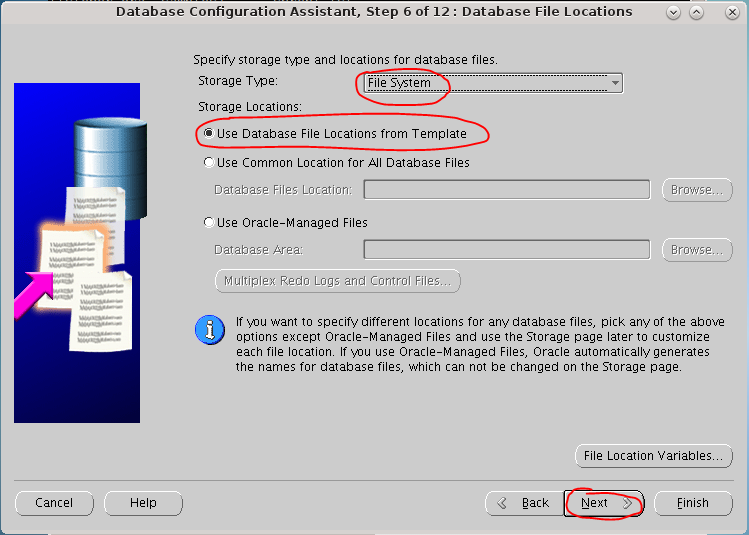 Database Configuration Assistant, Step 6 of 12 : Database File Locations
Specify storage type and locations for database files.
Storage Type:
File System
Storage Locations:
Use Database File Locations from Template
Use Common Location for All Database Files
Database Files Location:
Browse...
Use Oracle-Managed Files
Database Area:
Browse...
Multiplex Redo Logs and Control Files...
If you want to specify different locations for any database files, pick any of the above
options except Oracle-Managed Files and use the Storage page later to customize
each file location. If you use Oracle-Managed Files, Oracle automatically generates
the names for database files, which can not be changed on the Storage page.
File Location Variables...
Cancel
Help
Back
Next
Finish